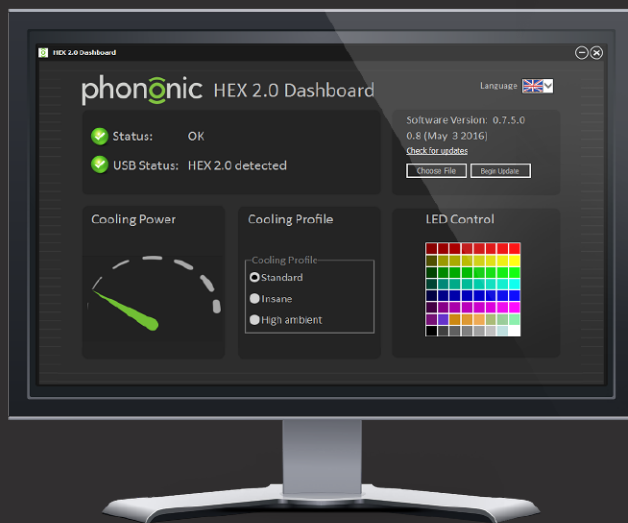 HEX 2.0 Dashboard
phononic HEX 2.0 Dashboard
Language
Status: OK
USB Status: HEX 2.0 detected
Software Version: 0.7.5.0
0.8 (May 3 2016)
Check for updates
Choose File
Begin Update
Cooling Power
Cooling Profile
LED Control
Cooling Profile
Standard
Insane
High ambient